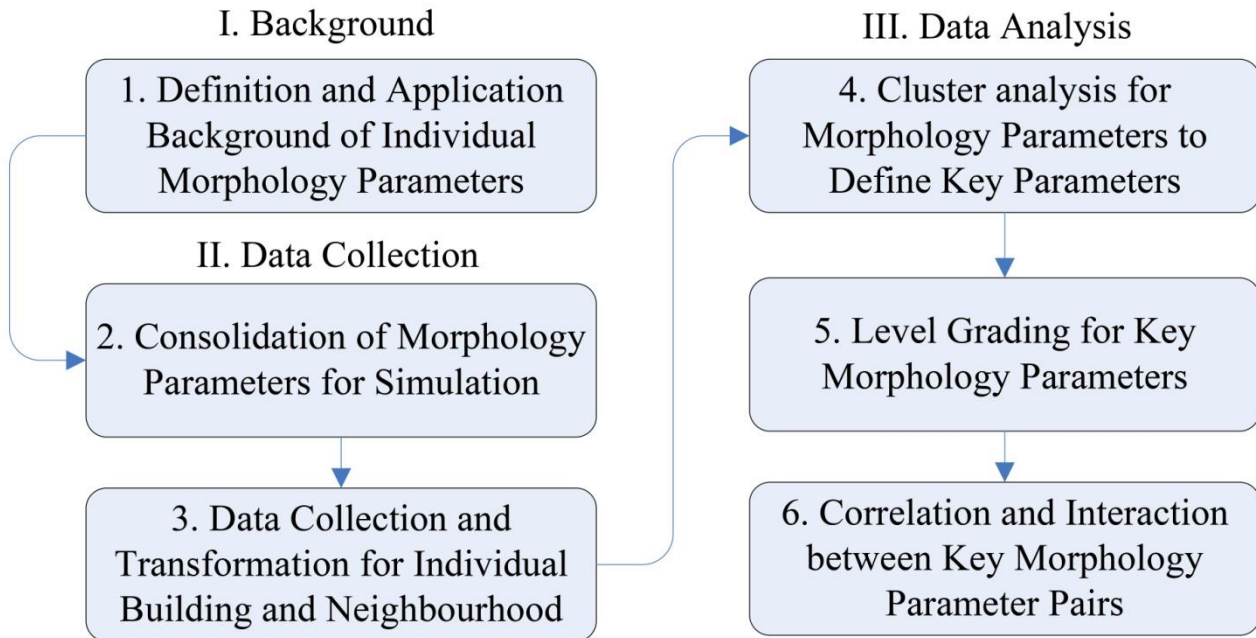 I. Background
1. Definition and Application
Background of Individual
Morphology Parameters
II. Data Collection
2. Consolidation of Morphology
Parameters for Simulation
3. Data Collection and
Transformation for Individual
Building and Neighbourhood
III. Data Analysis
4. Cluster analysis for
Morphology Parameters to
Define Key Parameters
5. Level Grading for Key
Morphology Parameters
6. Correlation and Interaction
between Key Morphology
Parameter Pairs